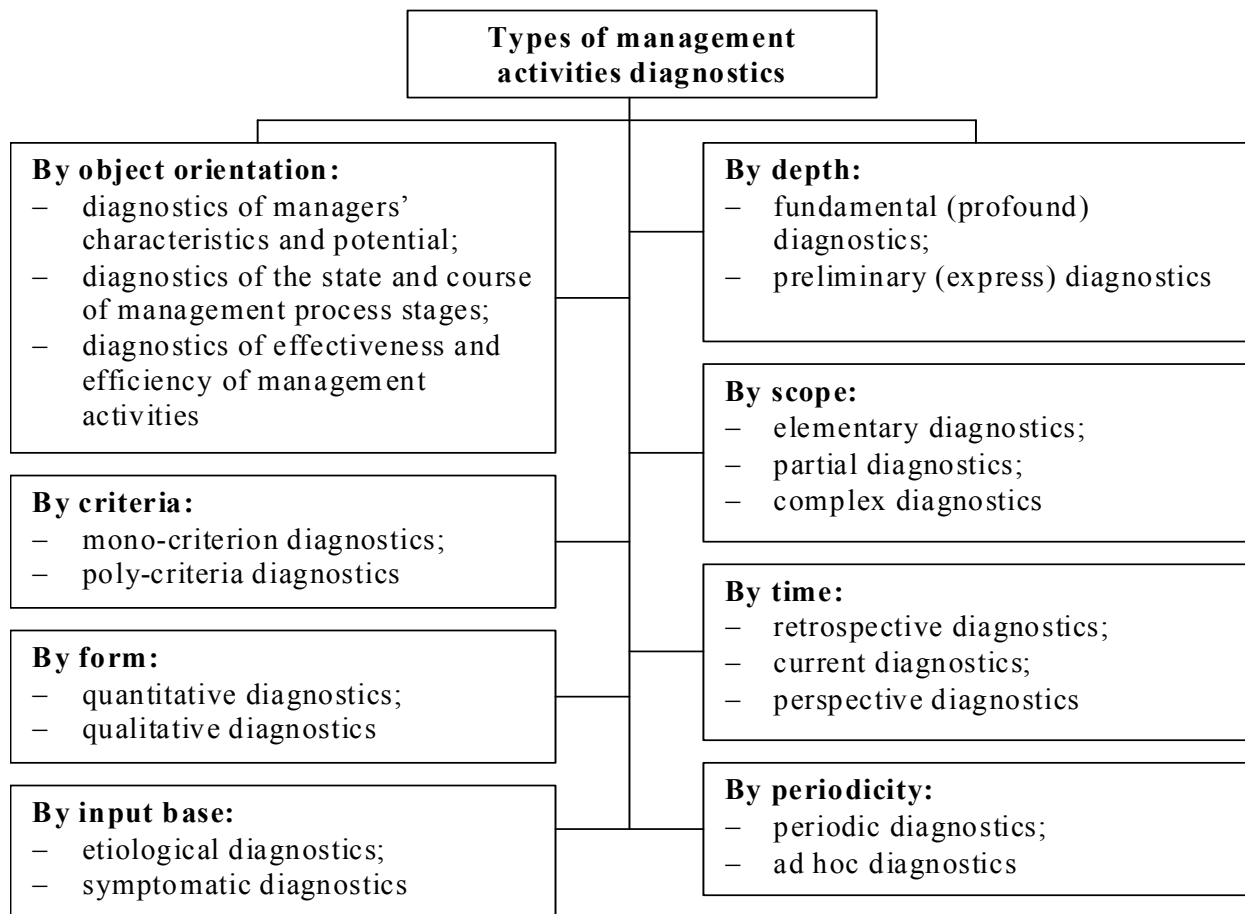 Types of management
activities diagnostics
By object orientation:
– diagnostics of managers’
characteristics and potential;
– diagnostics of the state and course
of management process stages;
– diagnostics of effectiveness and
efficiency of management
activities
By criteria:
– mono-criterion diagnostics;
– poly-criteria diagnostics
By form:
– quantitative diagnostics;
– qualitative diagnostics
By input base:
– etiological diagnostics;
– symptomatic diagnostics
By depth:
– fundamental (profound)
diagnostics;
– preliminary (express) diagnostics
By scope:
– elementary diagnostics;
– partial diagnostics;
– complex diagnostics
By time:
– retrospective diagnostics;
– current diagnostics;
– perspective diagnostics
By periodicity:
– periodic diagnostics;
– ad hoc diagnostics